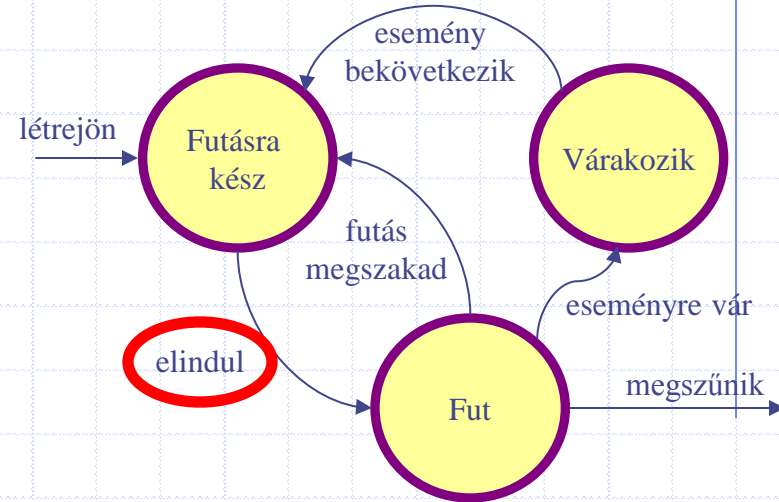 esemény
bekövetkezik
létrejön
Futásra
kész
Várakozik
futás
megszakad
eseményre vár
elindul
megszűnik
Fut